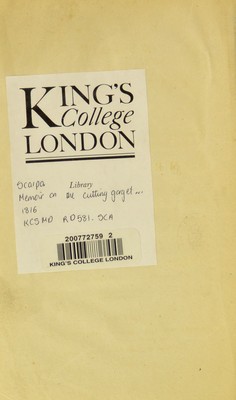 KING'S
College
LONDON
Scarpa Library
Memoir on the cutting gorget ...
1816
KCSMD RD581. SCA
200772759 2
KING'S COLLEGE LONDON